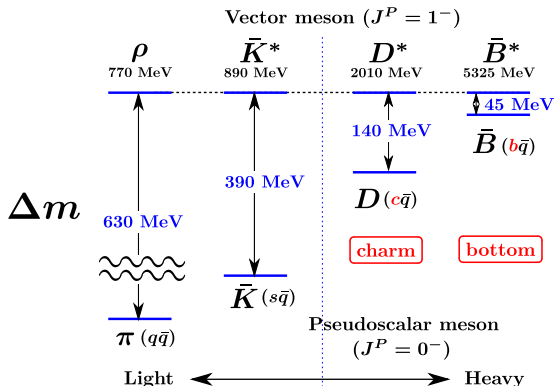 Vector meson (J^P = 1^-)
ρ K̄* D* B̄*
770 MeV 890 MeV 2010 MeV 5325 MeV
45 MeV
140 MeV
B̄ (bq̄)
390 MeV
D (cq̄)
Δm
630 MeV
charm bottom
K̄ (sq̄)
Pseudoscalar meson
π (qq̄)
(J^P = 0^-)
Light Heavy